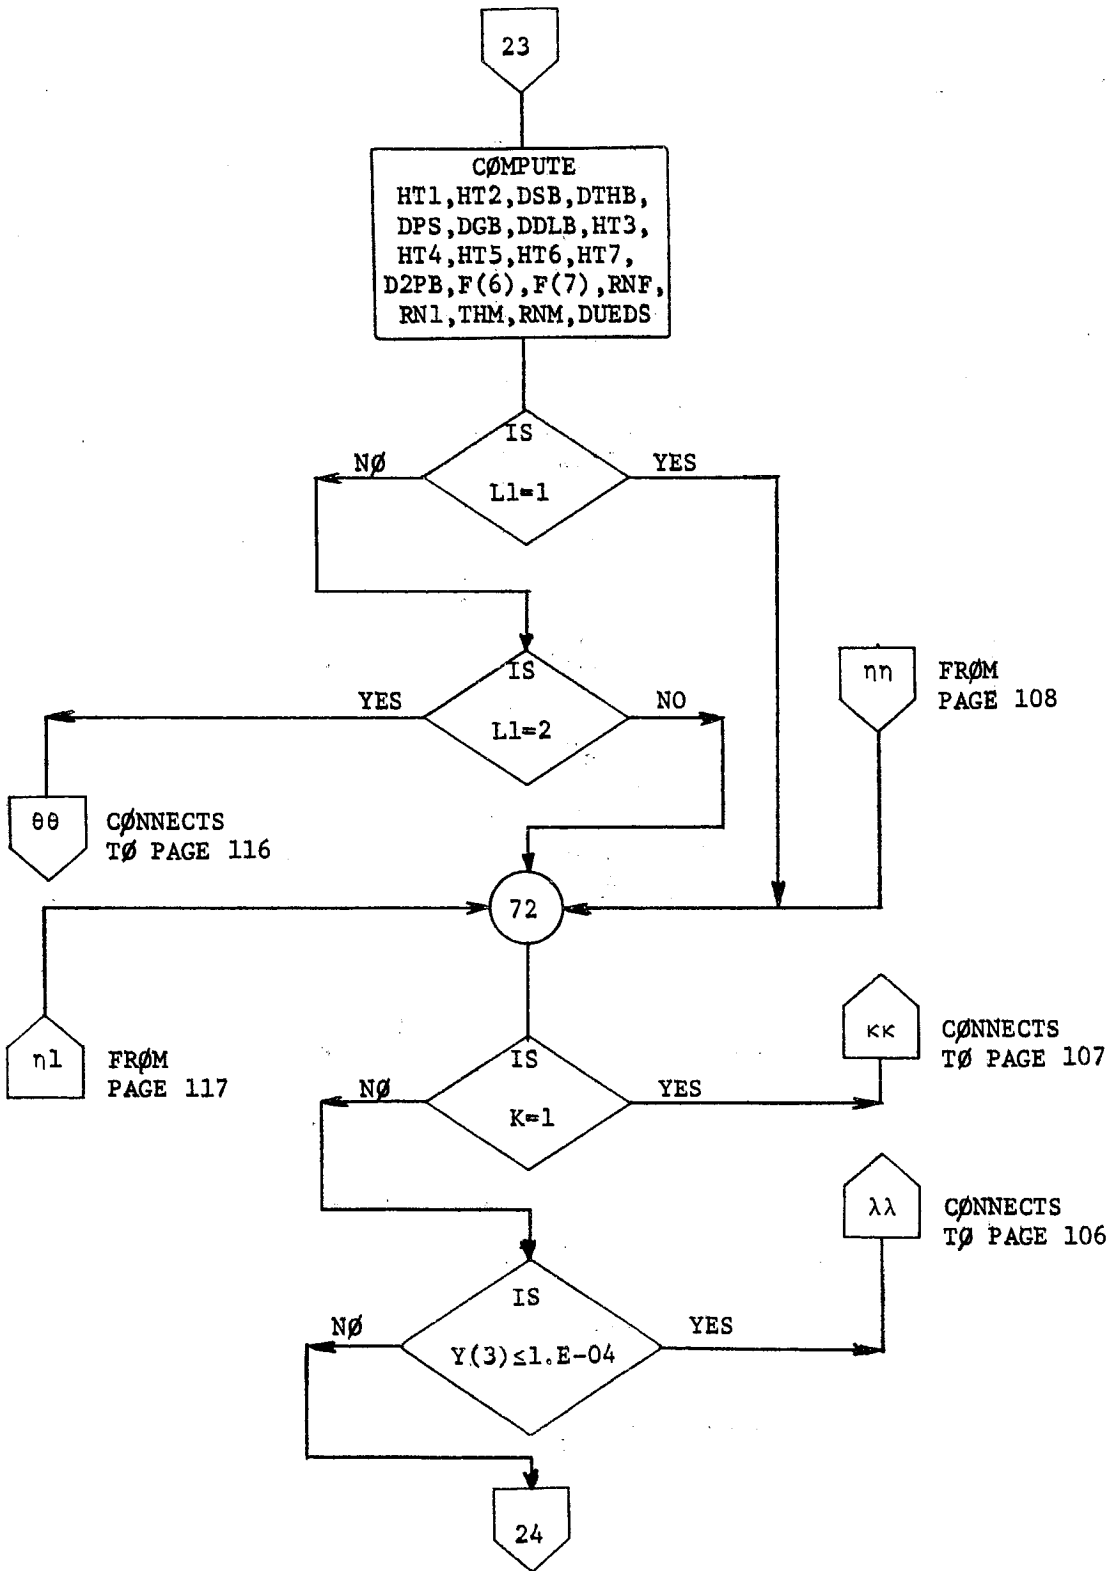 23
CØMPUTE
HT1,HT2,DSB,DTHB,
DPS,DGB,DDLB,HT3,
HT4,HT5,HT6,HT7,
D2PB,F(6),F(7),RNF,
RN1,THM,RNM,DUEDS
IS
L1=1
NØ
YES
IS
L1=2
YES
NO
ηη
FRØM
PAGE 108
θθ
CØNNECTS
TØ PAGE 116
72
η1
FRØM
PAGE 117
IS
K=1
NØ
YES
κκ
CØNNECTS
TØ PAGE 107
λλ
CØNNECTS
TØ PAGE 106
IS
Y(3)≤1.E-04
NØ
YES
24